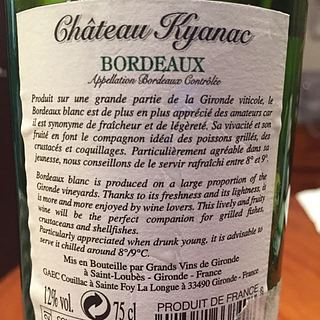 Château Kyanac
BORDEAUX
Appellation Bordeaux Contrôlée
Produit sur une grande partie de la Gironde viticole, le
Bordeaux blanc est de plus en plus apprécié des amateurs car
il est synonyme de fraîcheur et de légèreté. Sa vivacité et son
fruité en font le compagnon idéal des poissons grillés, des
crustacés et coquillages. Particulièrement agréable dans sa
jeunesse, nous conseillons de le servir rafraîchi entre 8° et 9°.
Bordeaux blanc is produced on a large proportion of the
Gironde vineyards. Thanks to its freshness and its lightness, it
is more and more enjoyed by wine lovers. This lively and fruity
wine will be the perfect companion for grilled fishes,
crustaceans and shellfishes.
Particularly appreciated when drunk young, it is advisable to
serve it chilled around 8°/9°C.
Mis en Bouteille par Grands Vins de Gironde
à Saint-Loubès - Gironde - France
GAEC Couillac à Sainte Foy La Longue à 33490 Gironde - France.
12% vol.
75 cl
PRODUIT DE FRANCE